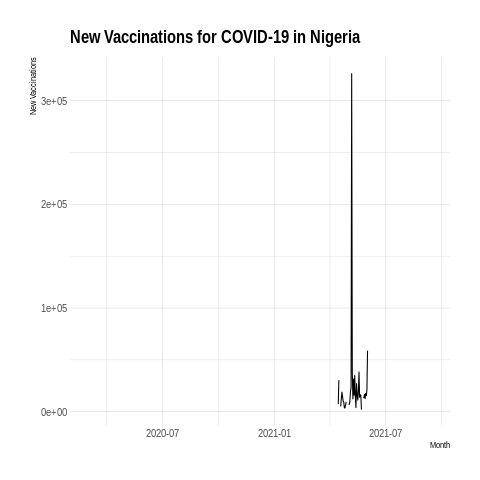 New Vaccinations for COVID-19 in Nigeria
New Vaccinations
3e+05
2e+05
1e+05
0e+00
2020-07 2021-01 2021-07
Month